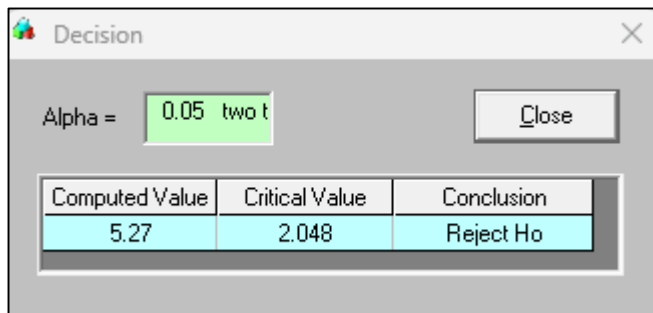 Decision
Alpha = 0.05 two t Close
Computed Value Critical Value Conclusion
5.27 2.048 Reject Ho